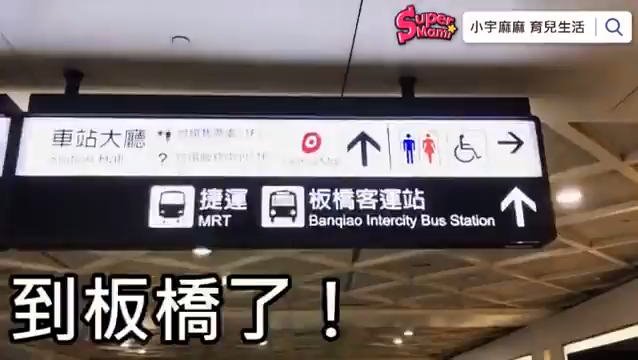 Super Mami
小宇麻麻 育兒生活
車站大廳
Station Hall
?
捷運
MRT
板橋客運站
Banqiao Intercity Bus Station
到板橋了！